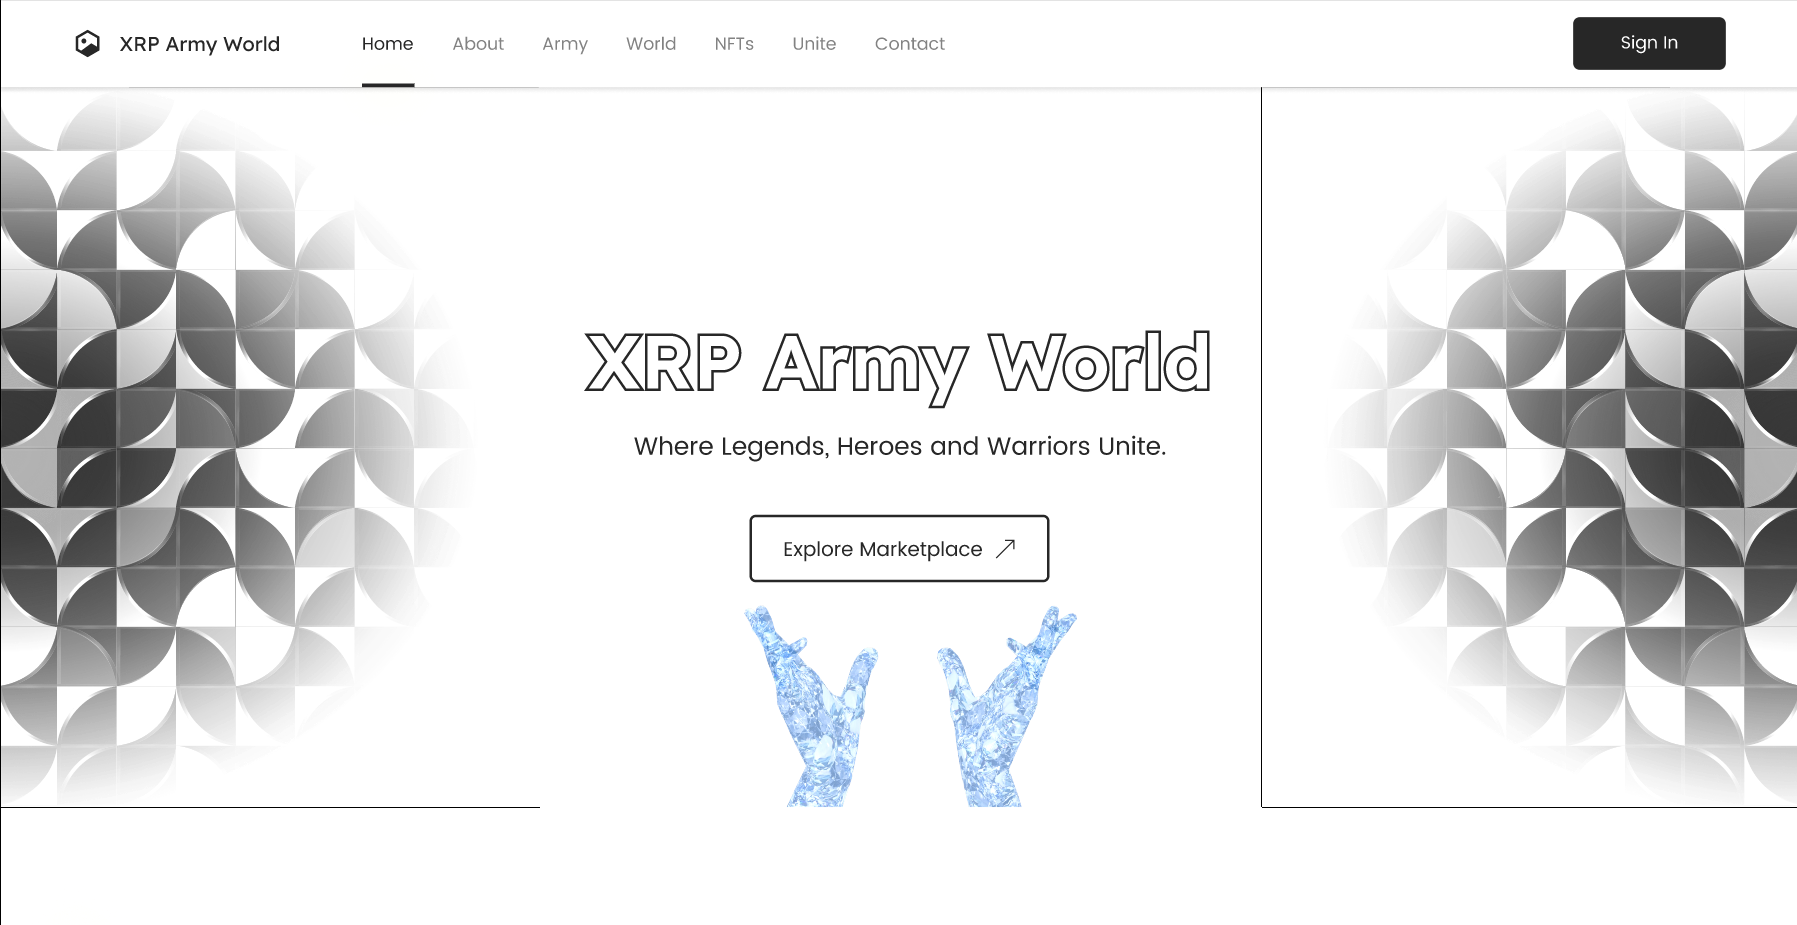 XRP Army World
Home
About
Army
World
NFTs
Unite
Contact
Sign In
XRP Army World
Where Legends, Heroes and Warriors Unite.
Explore Marketplace